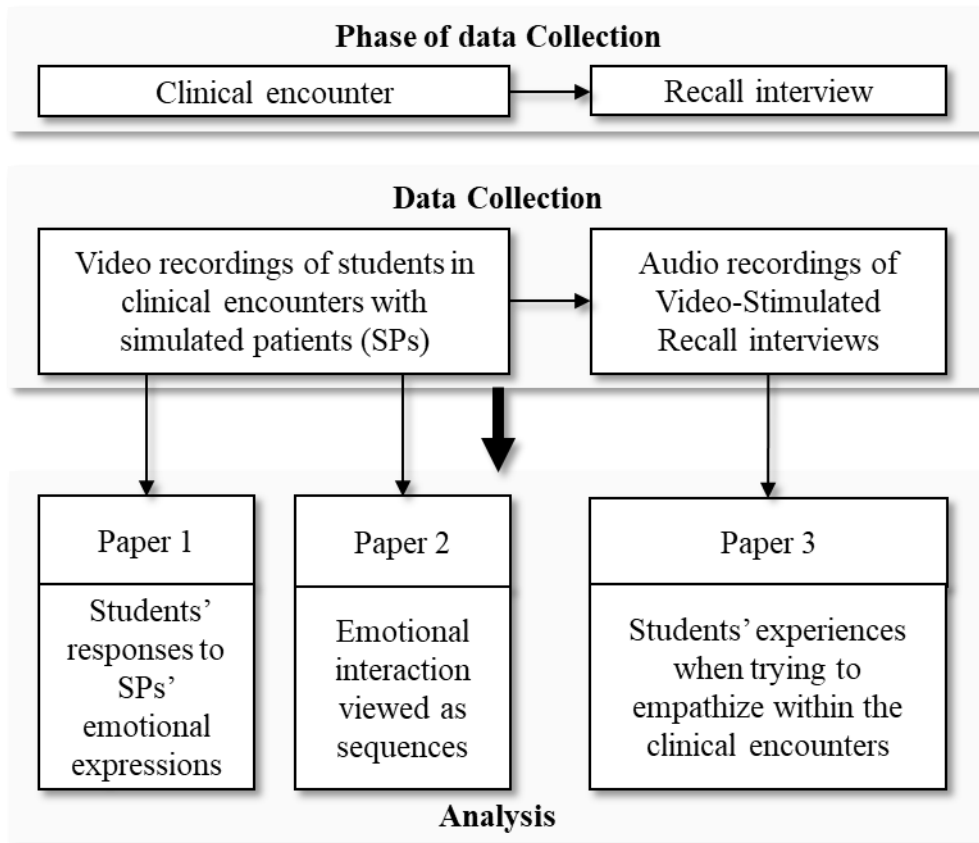 Phase of data Collection
Clinical encounter
Recall interview
Data Collection
Video recordings of students in
clinical encounters with
simulated patients (SPs)
Audio recordings of
Video-Stimulated
Recall interviews
Paper 1
Students’
responses to
SPs’
emotional
expressions
Paper 2
Emotional
interaction
viewed as
sequences
Paper 3
Students’ experiences
when trying to
empathize within the
clinical encounters
Analysis